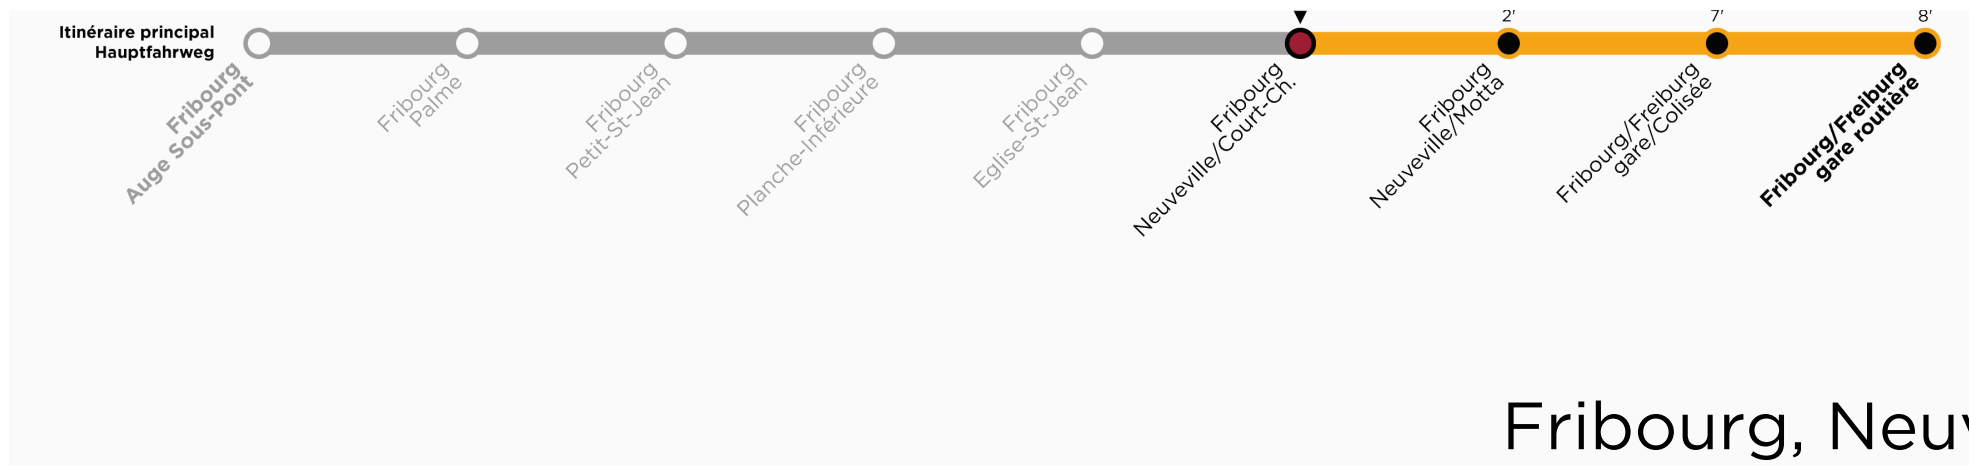 Itinéraire principal
Hauptfahrweg
2'
7'
8'
Fribourg
Auge Sous-Pont
Fribourg
Palme
Fribourg
Petit-St-Jean
Fribourg
Planche-Inférieure
Fribourg
Eglise-St-Jean
Fribourg
Neuveville/Court-Ch.
Fribourg
Neuveville/Motta
Fribourg/Freiburg
gare/Colisée
Fribourg/Freiburg
gare routière
Fribourg, Neuv